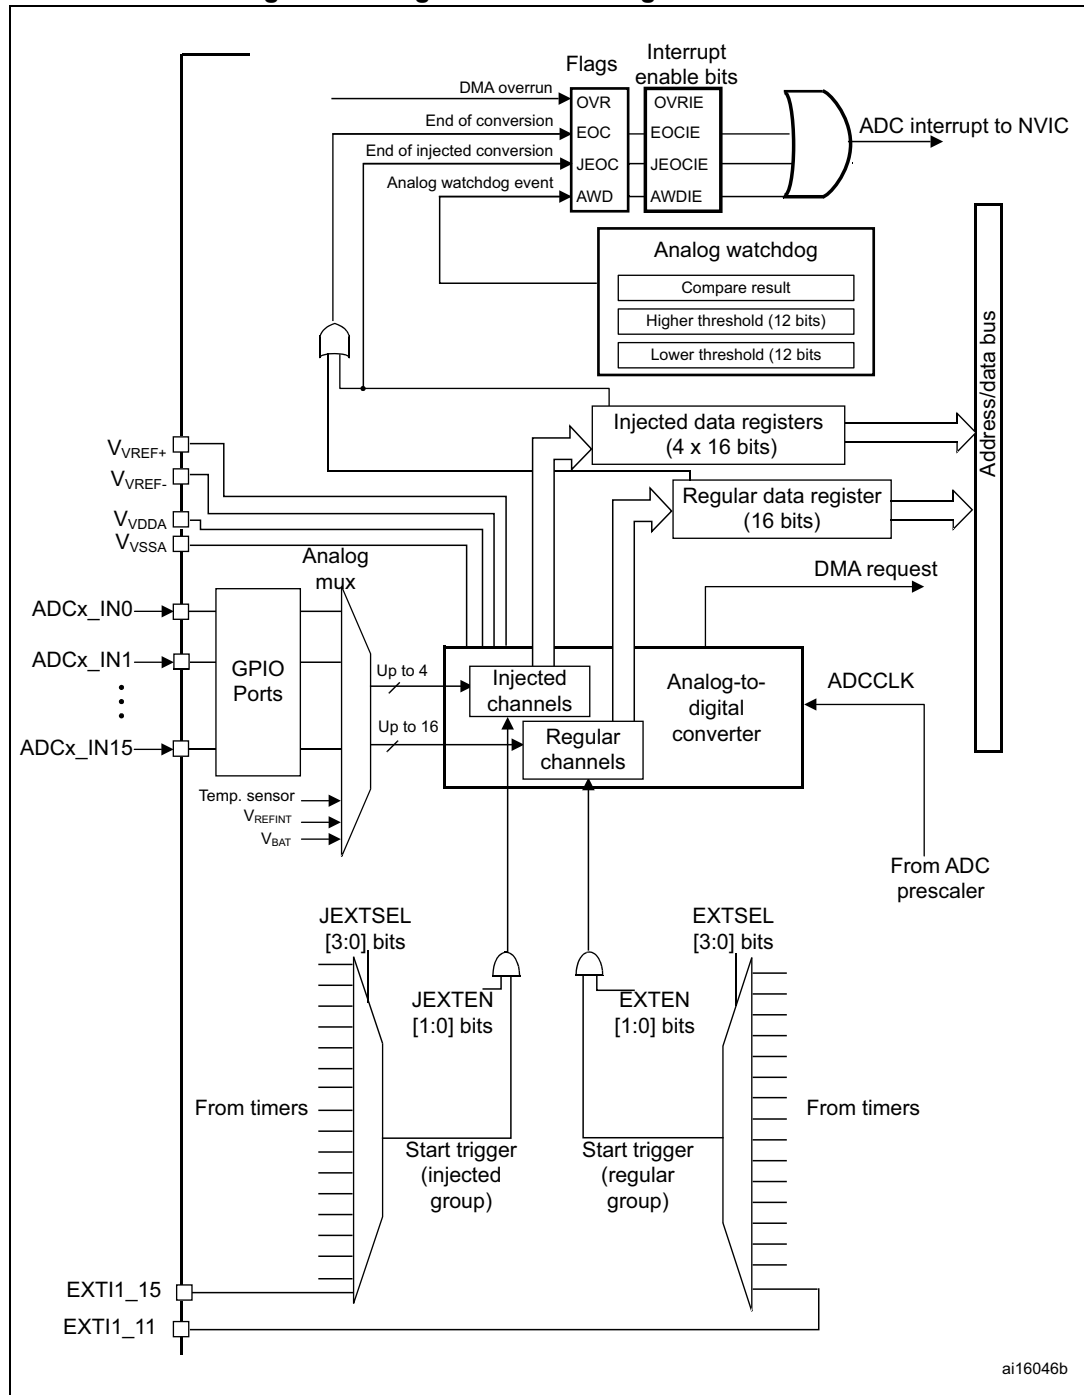 Flags
Interrupt
enable bits
DMA overrun
OVR
OVRIE
End of conversion
EOC
EOCIE
ADC interrupt to NVIC
End of injected conversion
JEOC
JEOCIE
Analog watchdog event
AWD
AWDIE
Analog watchdog
Compare result
Higher threshold (12 bits)
Lower threshold (12 bits
Address/data bus
Injected data registers
(4 x 16 bits)
Regular data register
(16 bits)
VVREF+
VVREF-
VVDDA
VVSSA
Analog
mux
DMA request
ADCx_IN0
ADCx_IN1
ADCx_IN15
GPIO
Ports
Up to 4
Up to 16
Injected
channels
Regular
channels
Analog-to-
digital
converter
ADCCLK
Temp. sensor
VREFINT
VBAT
From ADC
prescaler
JEXTSEL
[3:0] bits
EXTSEL
[3:0] bits
JEXTEN
[1:0] bits
EXTEN
[1:0] bits
From timers
From timers
Start trigger
(injected
group)
Start trigger
(regular
group)
EXTI1_15
EXTI1_11
ai16046b